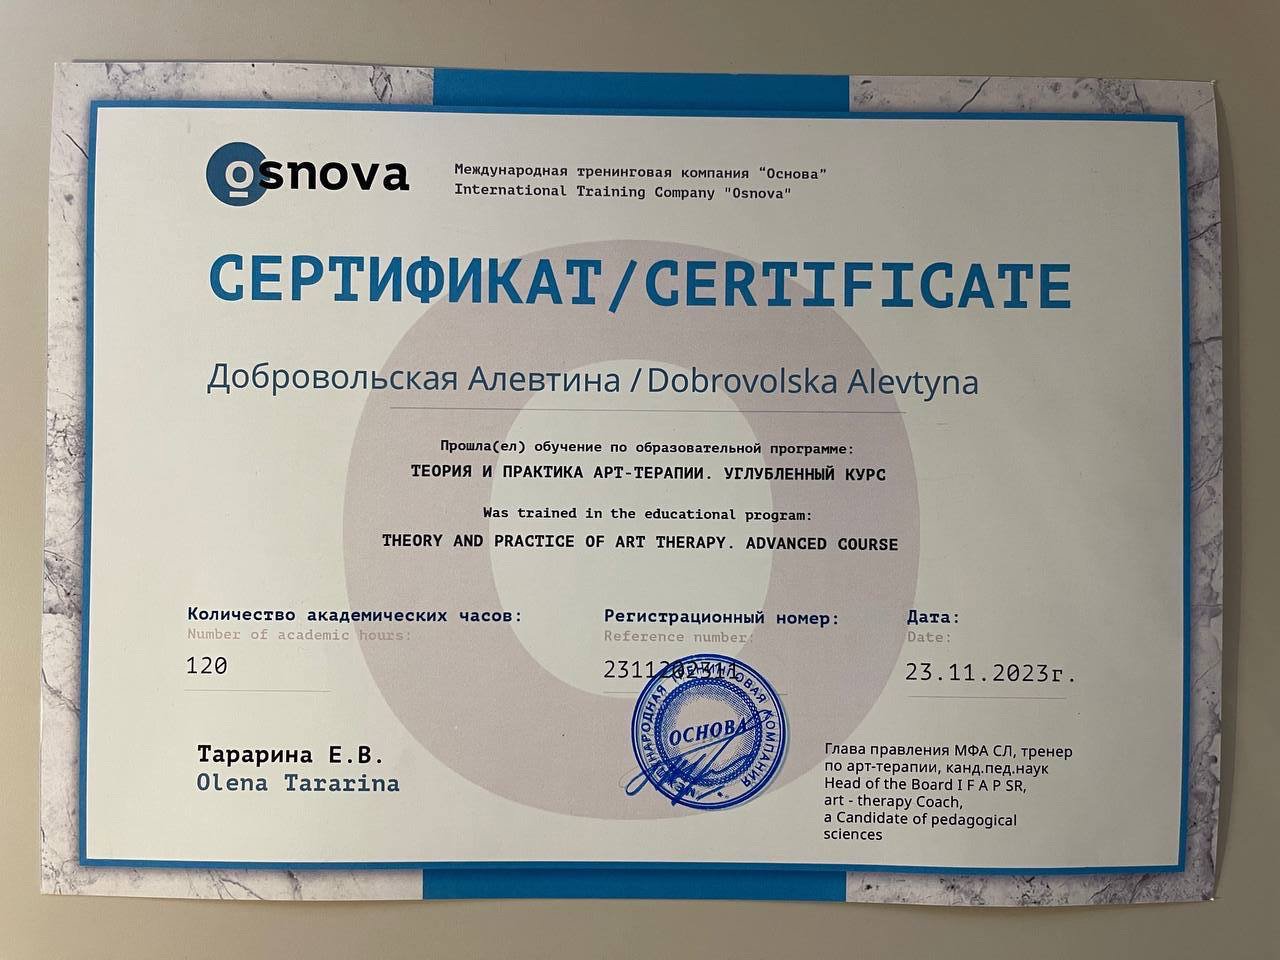 osnova
Международная тренинговая компания “Основа”
International Training Company "Osnova"
СЕРТИФИКАТ/CERTIFICATE
Добровольская Алевтина / Dobrovolska Alevtyna
Прошла(ел) обучение по образовательной программе:
ТЕОРИЯ И ПРАКТИКА АРТ-ТЕРАПИИ. УГЛУБЛЕННЫЙ КУРС
Was trained in the educational program:
THEORY AND PRACTICE OF ART THERAPY. ADVANCED COURSE
Количество академических часов:
Number of academic hours:
120
Регистрационный номер:
Reference number:
2311202311
Дата:
Date:
23.11.2023г.
Тарарина Е.В.
Olena Tararina
МЕЖДУНАРОДНАЯ ТРЕНИНГОВАЯ КОМПАНИЯ
ОСНОВА
Глава правления МФА СЛ, тренер
по арт-терапии, канд.пед.наук
Head of the Board I F A P SR,
art - therapy Coach,
a Candidate of pedagogical
sciences